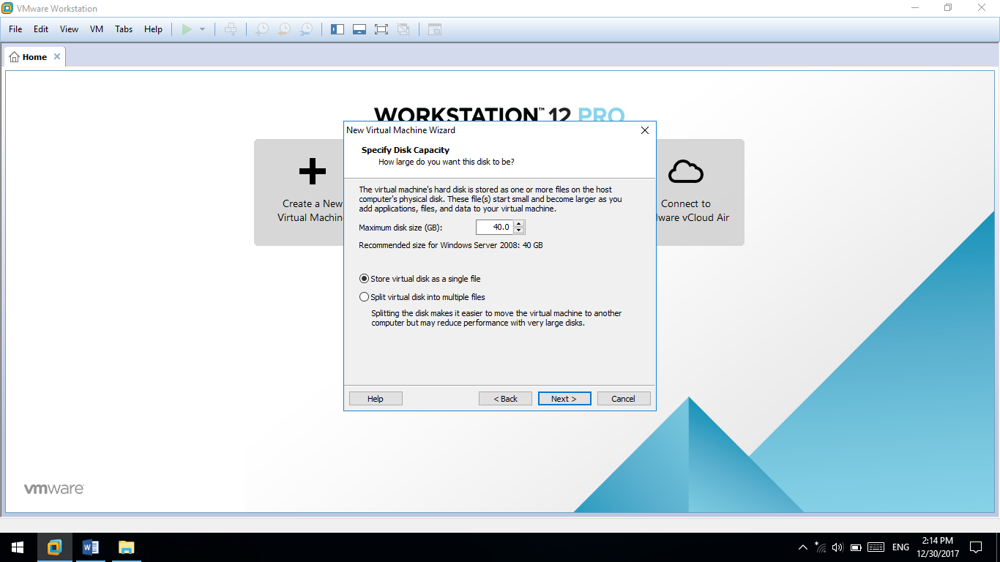 VMware Workstation
File Edit View VM Tabs Help
Home
WORKSTATION™ 12 PRO
New Virtual Machine Wizard
Specify Disk Capacity
How large do you want this disk to be?
Create a New
Virtual Machin
Connect to
ware vCloud Air
The virtual machine's hard disk is stored as one or more files on the host
computer's physical disk. These file(s) start small and become larger as you
add applications, files, and data to your virtual machine.
Maximum disk size (GB): 40.0
Recommended size for Windows Server 2008: 40 GB
Store virtual disk as a single file
Split virtual disk into multiple files
Splitting the disk makes it easier to move the virtual machine to another
computer but may reduce performance with very large disks.
Help < Back Next > Cancel
vmware
ENG
2:14 PM
12/30/2017